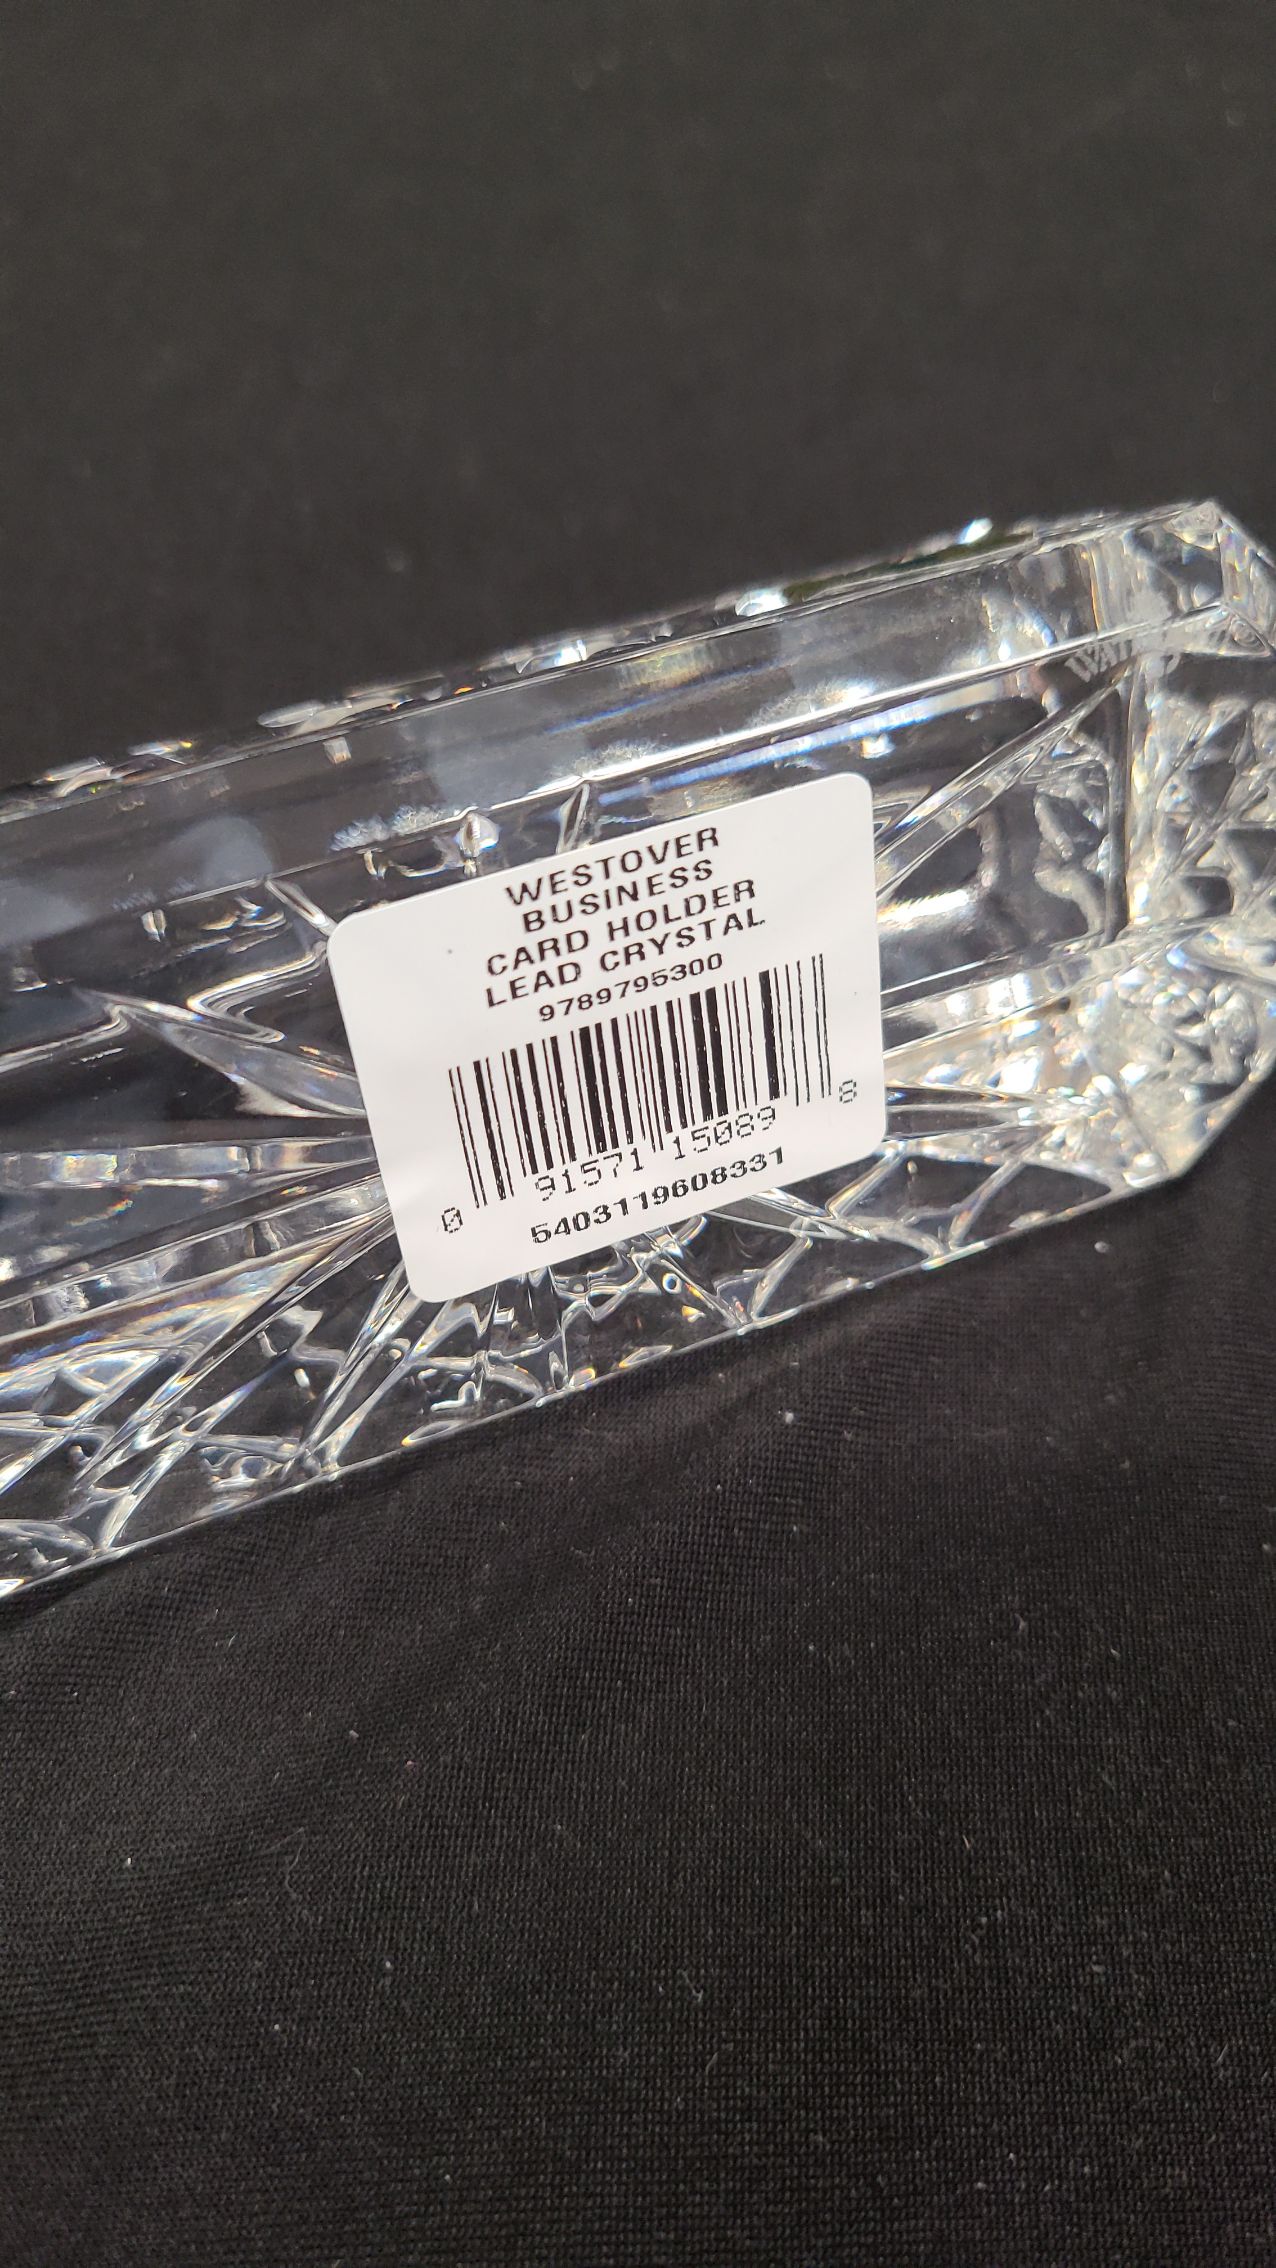 WESTOVER
BUSINESS
CARD HOLDER
LEAD CRYSTAL
9789795300
0 91571 15089 8
5403119608331